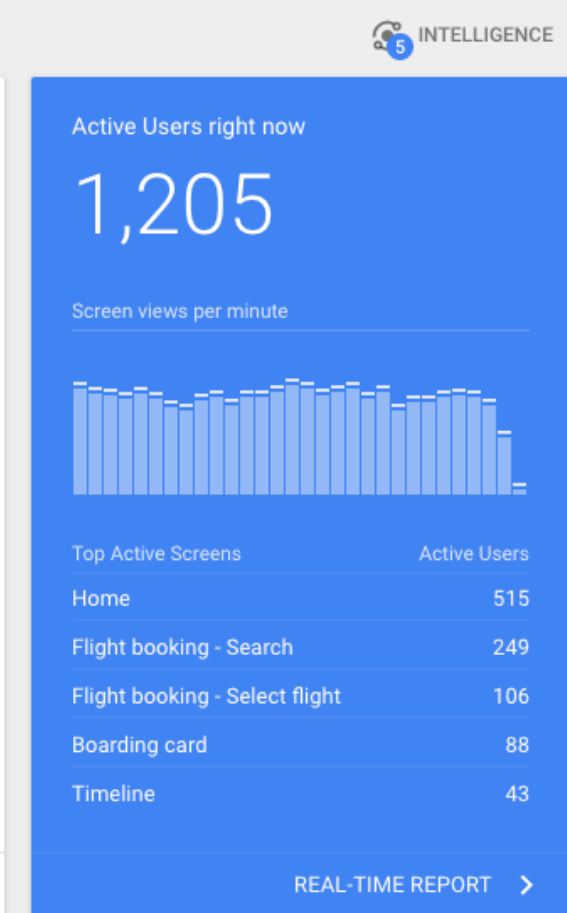 5 INTELLIGENCE
Active Users right now
1,205
Screen views per minute
Top Active Screens Active Users
Home 515
Flight booking - Search 249
Flight booking - Select flight 106
Boarding card 88
Timeline 43
REAL-TIME REPORT